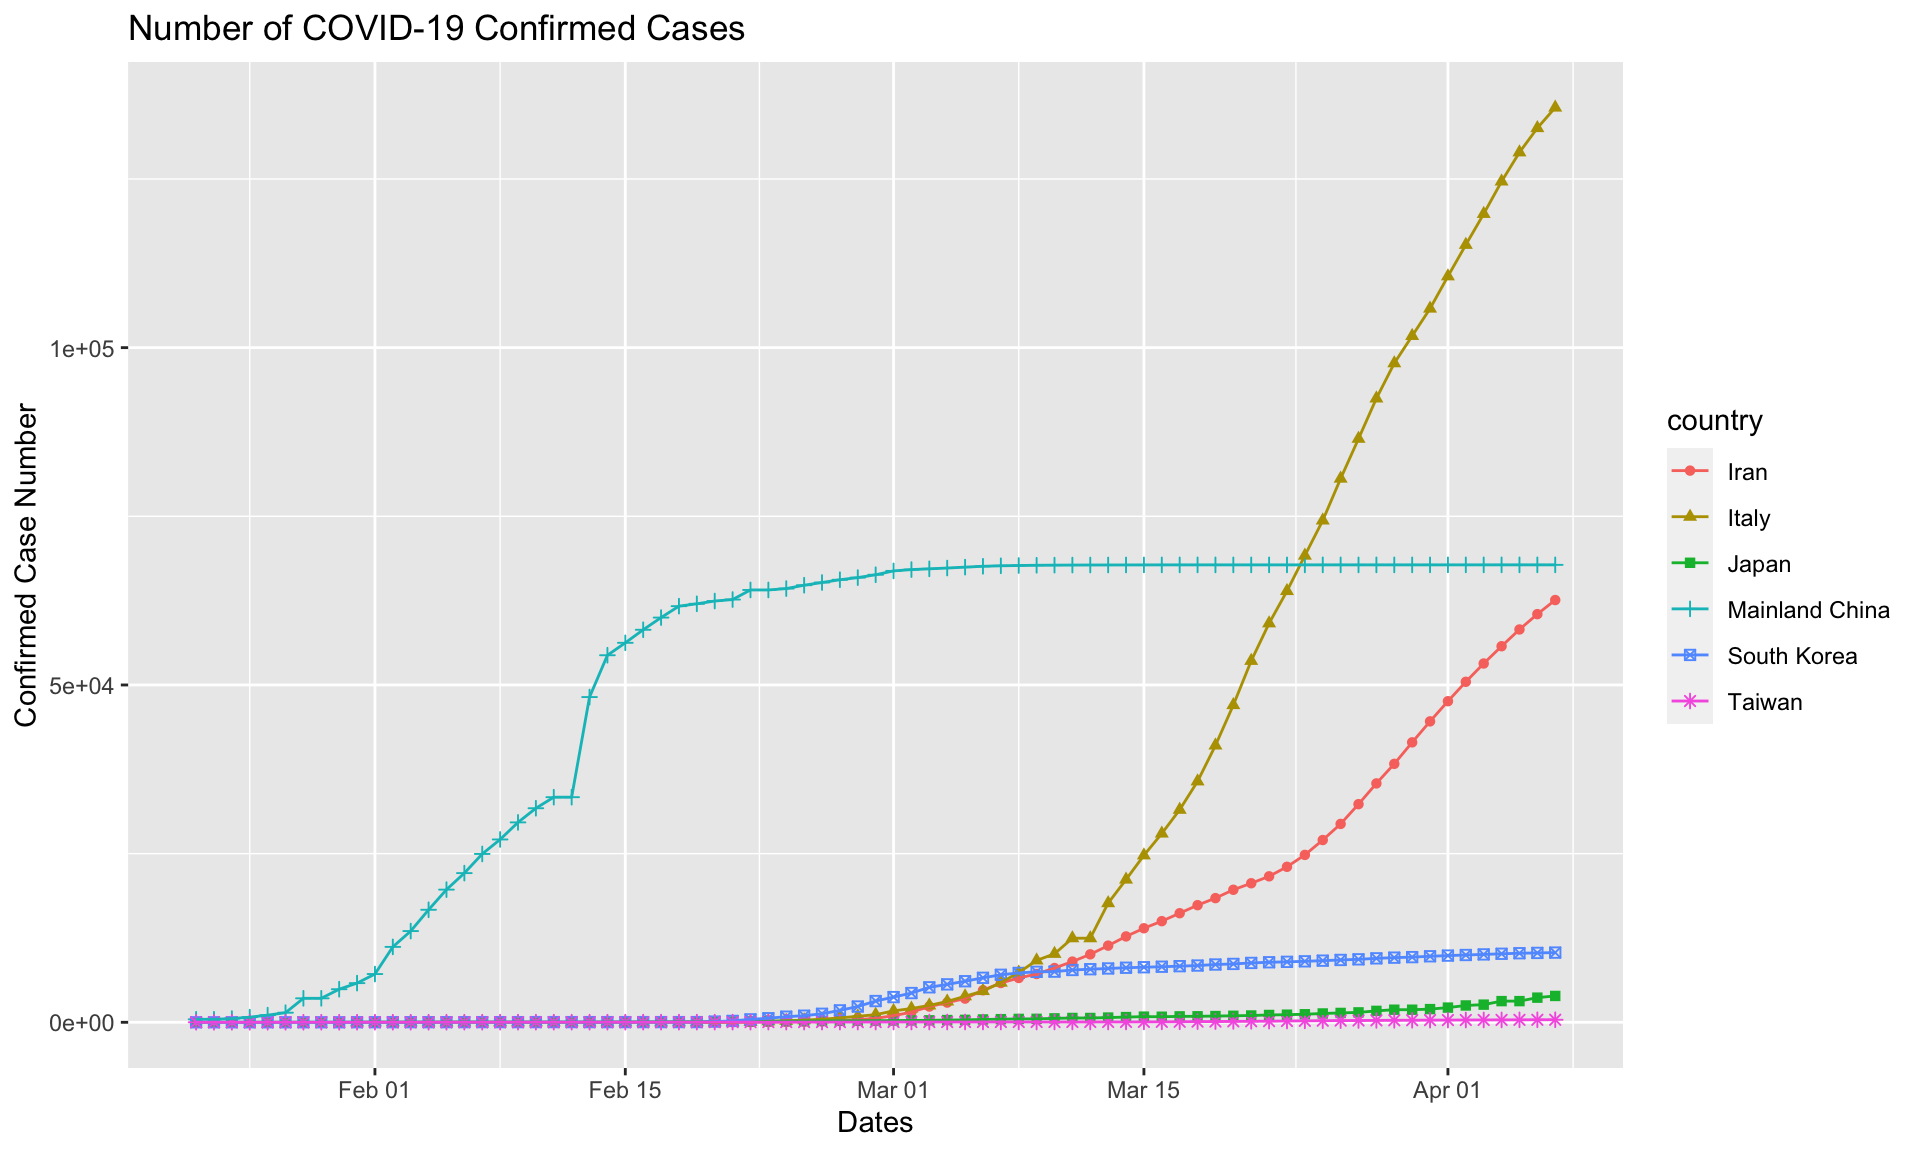 Number of COVID-19 Confirmed Cases
Confirmed Case Number
1e+05
5e+04
0e+00
Feb 01
Feb 15
Mar 01
Mar 15
Apr 01
Dates
country
Iran
Italy
Japan
Mainland China
South Korea
Taiwan